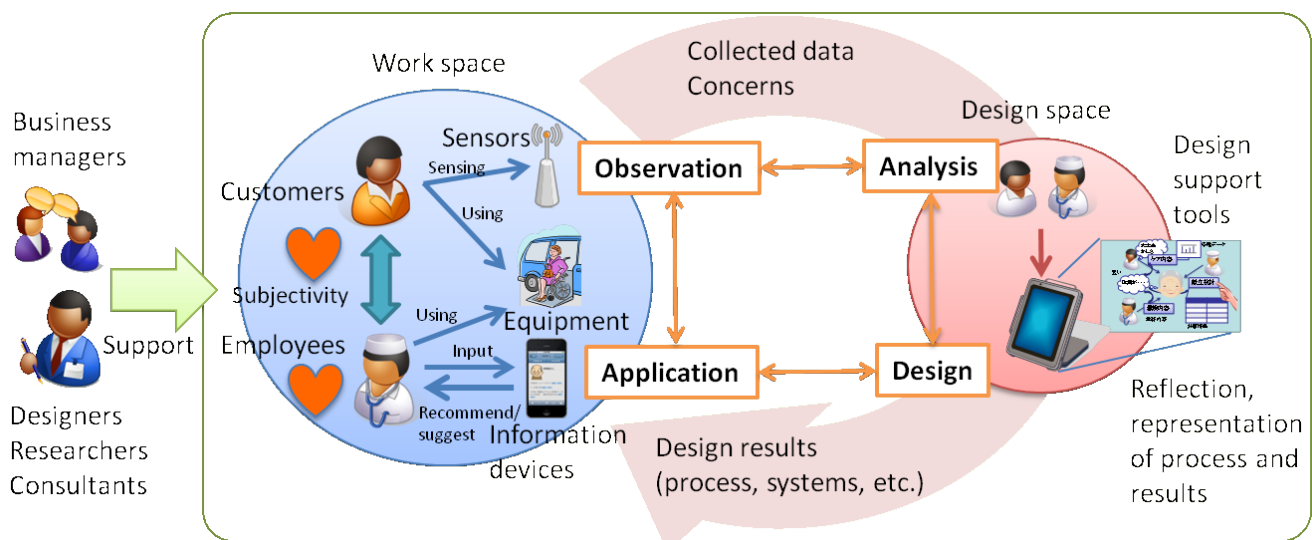 Business
managers
Support
Designers
Researchers
Consultants
Work space
Customers
Subjectivity
Employees
Sensors
Sensing
Using
Using
Equipment
Input
Recommend/
suggest
Information
devices
Collected data
Concerns
Observation
Analysis
Application
Design
Design results
(process, systems, etc.)
Design space
Design
support
tools
Reflection,
representation
of process and
results